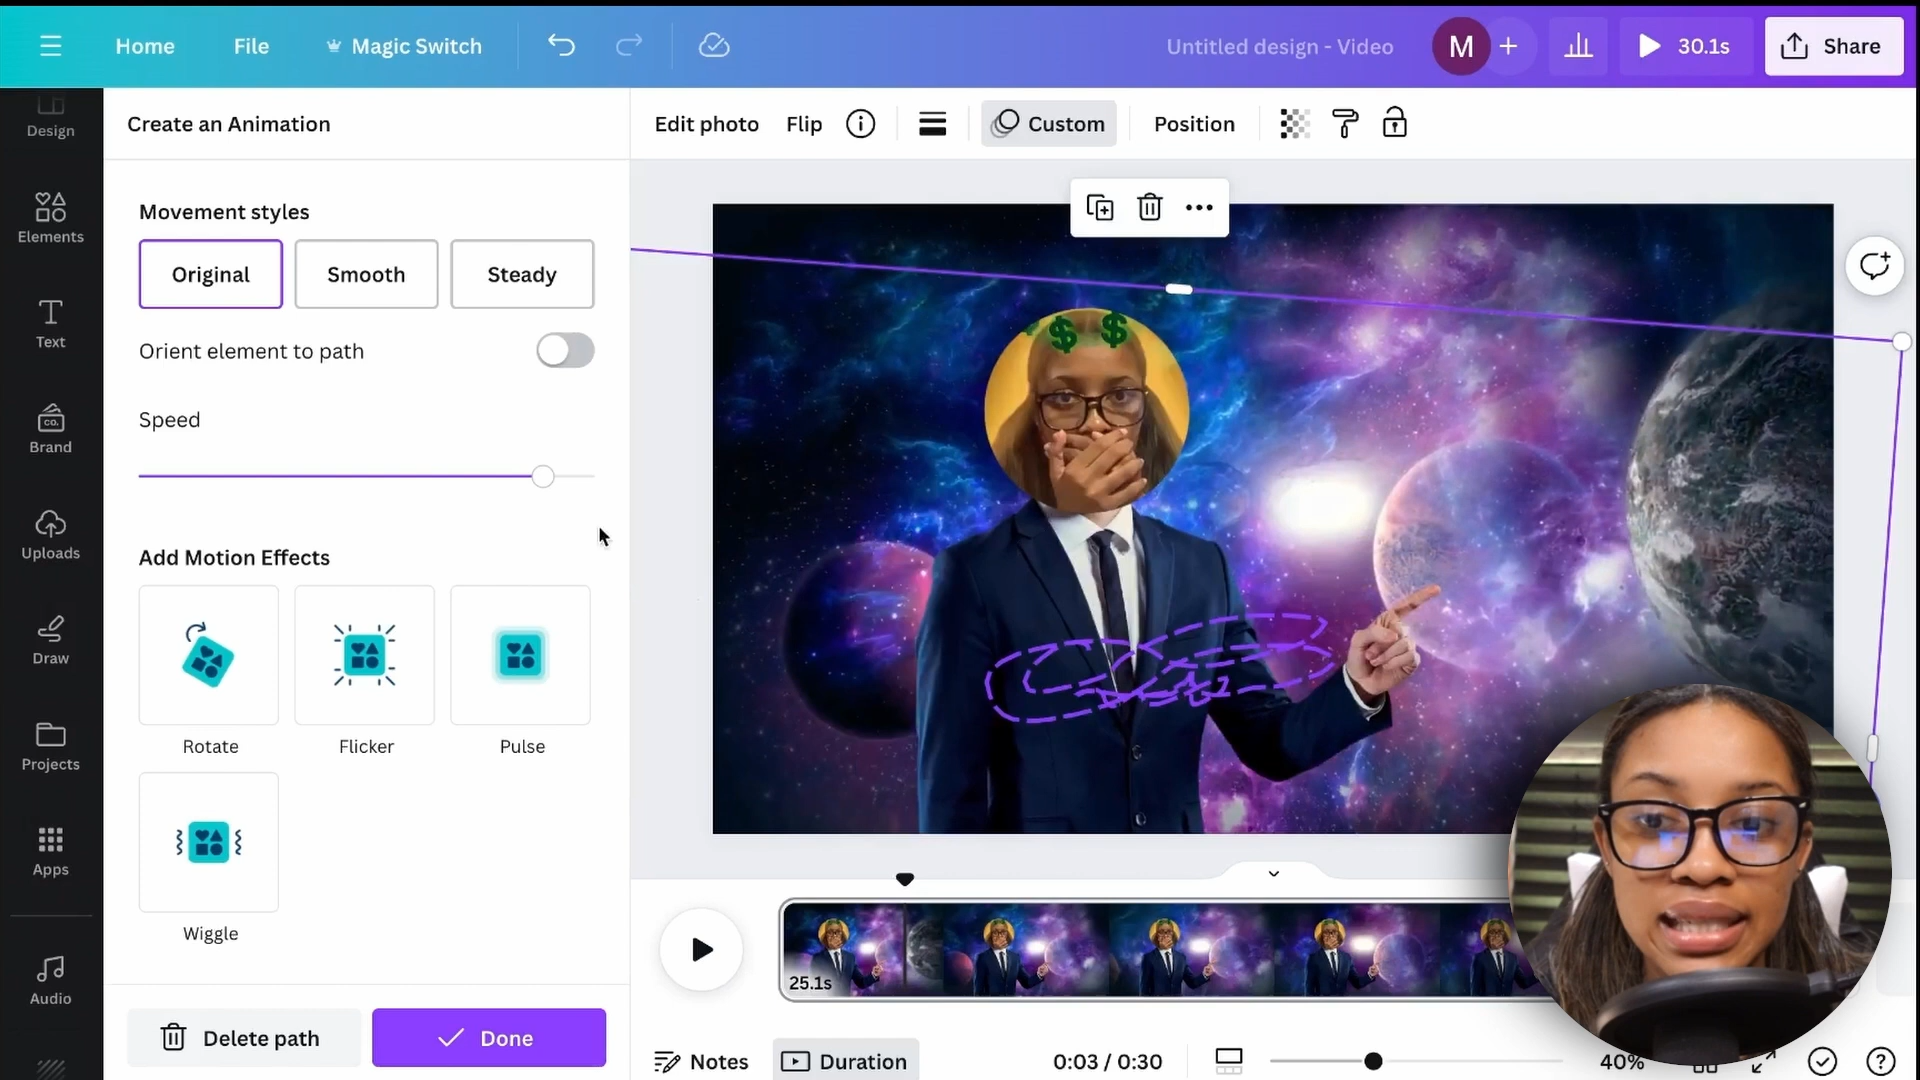 Home
File
Magic Switch
Untitled design - Video
M
30.1s
Share
Design
Elements
Text
Brand
CO.
Uploads
Draw
Projects
Apps
Audio
Create an Animation
Movement styles
Original
Smooth
Steady
Orient element to path
Speed
Add Motion Effects
Rotate
Flicker
Pulse
Wiggle
Delete path
Done
Edit photo
Flip
Custom
Position
$ $
25.1s
Notes
Duration
0:03 / 0:30
40%